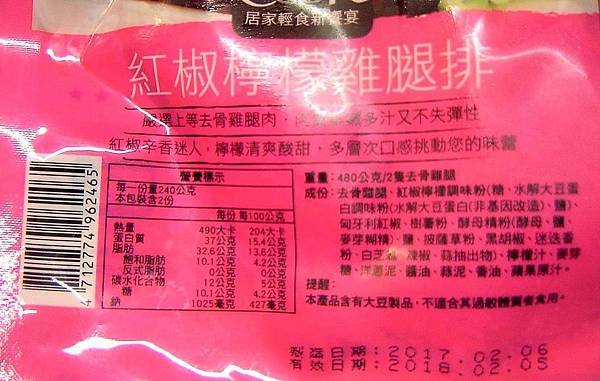 居家輕食新饗宴
紅椒檸檬雞腿排
嚴選上等去骨雞腿肉，肉 多汁又不失彈性
紅椒辛香迷人，檸檬清爽酸甜，多層次口感挑動您的味蕾
營養標示
每一份量240公克
本包裝含2份
每份 每100公克
熱量 490大卡 204大卡
蛋白質 37公克 15.4公克
脂肪 32.6公克 13.6公克
飽和脂肪 10.1公克 4.2公克
反式脂肪 0公克 0公克
碳水化合物 12公克 5公克
糖 10.1公克 4.2公克
鈉 1025毫克 427毫克
4 712774 962465
重量：480公克/2隻去骨雞腿
成份：去骨雞腿、紅椒檸檬調味粉(糖、水解大豆蛋
白調味粉(水解大豆蛋白(非基因改造)、鹽)、
匈牙利紅椒、樹薯粉、酵母精粉(酵母、鹽、
麥芽糊精)、鹽、披薩草粉、黑胡椒、迷迭香
粉、白芝麻、辣椒、蒜抽出物)、檸檬汁、麥芽
糖、洋蔥泥、醬油、蒜泥、香油、蘋果原汁。
提醒：
本產品含有大豆製品，不適合其過敏體質者食用。
製造日期：2017.02.06
有效日期：2018.02.05